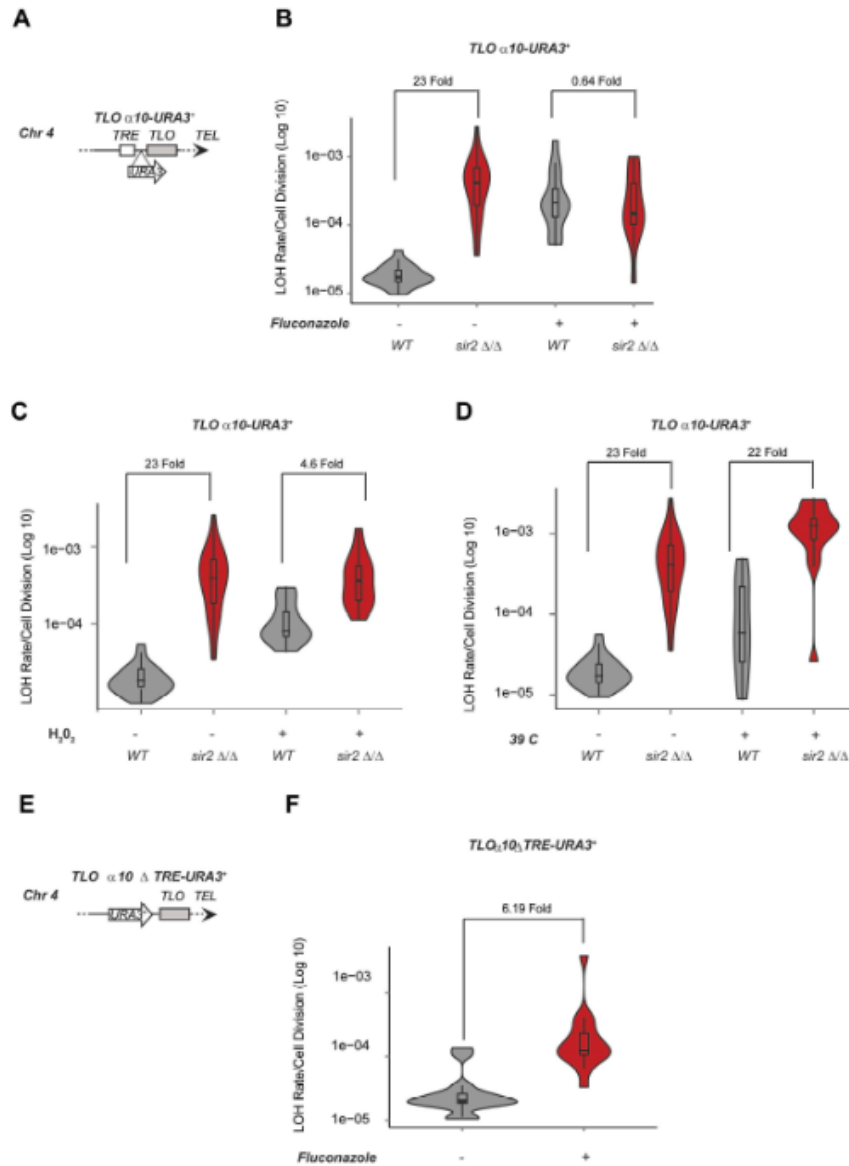 A
TLO α10-URA3⁺
Chr 4
TRE TLO TEL
URA3
B
TLO α10-URA3⁺
23 Fold
0.64 Fold
LOH Rate/Cell Division (Log 10)
1e−03
1e−04
1e−05
Fluconazole - - + +
WT sir2 Δ/Δ WT sir2 Δ/Δ
C
TLO α10-URA3⁺
23 Fold
4.6 Fold
LOH Rate/Cell Division (Log 10)
1e−03
1e−04
H₂O₂ - - + +
WT sir2 Δ/Δ WT sir2 Δ/Δ
D
TLO α10-URA3⁺
23 Fold
22 Fold
LOH Rate/Cell Division (Log 10)
1e−03
1e−04
1e−05
39 C - - + +
WT sir2 Δ/Δ WT sir2 Δ/Δ
E
TLO α10 Δ TRE-URA3⁺
Chr 4
TLO TEL
URA3
F
TLOα10Δ TRE-URA3⁺
6.19 Fold
LOH Rate/Cell Division (Log 10)
1e−03
1e−04
1e−05
Fluconazole - +